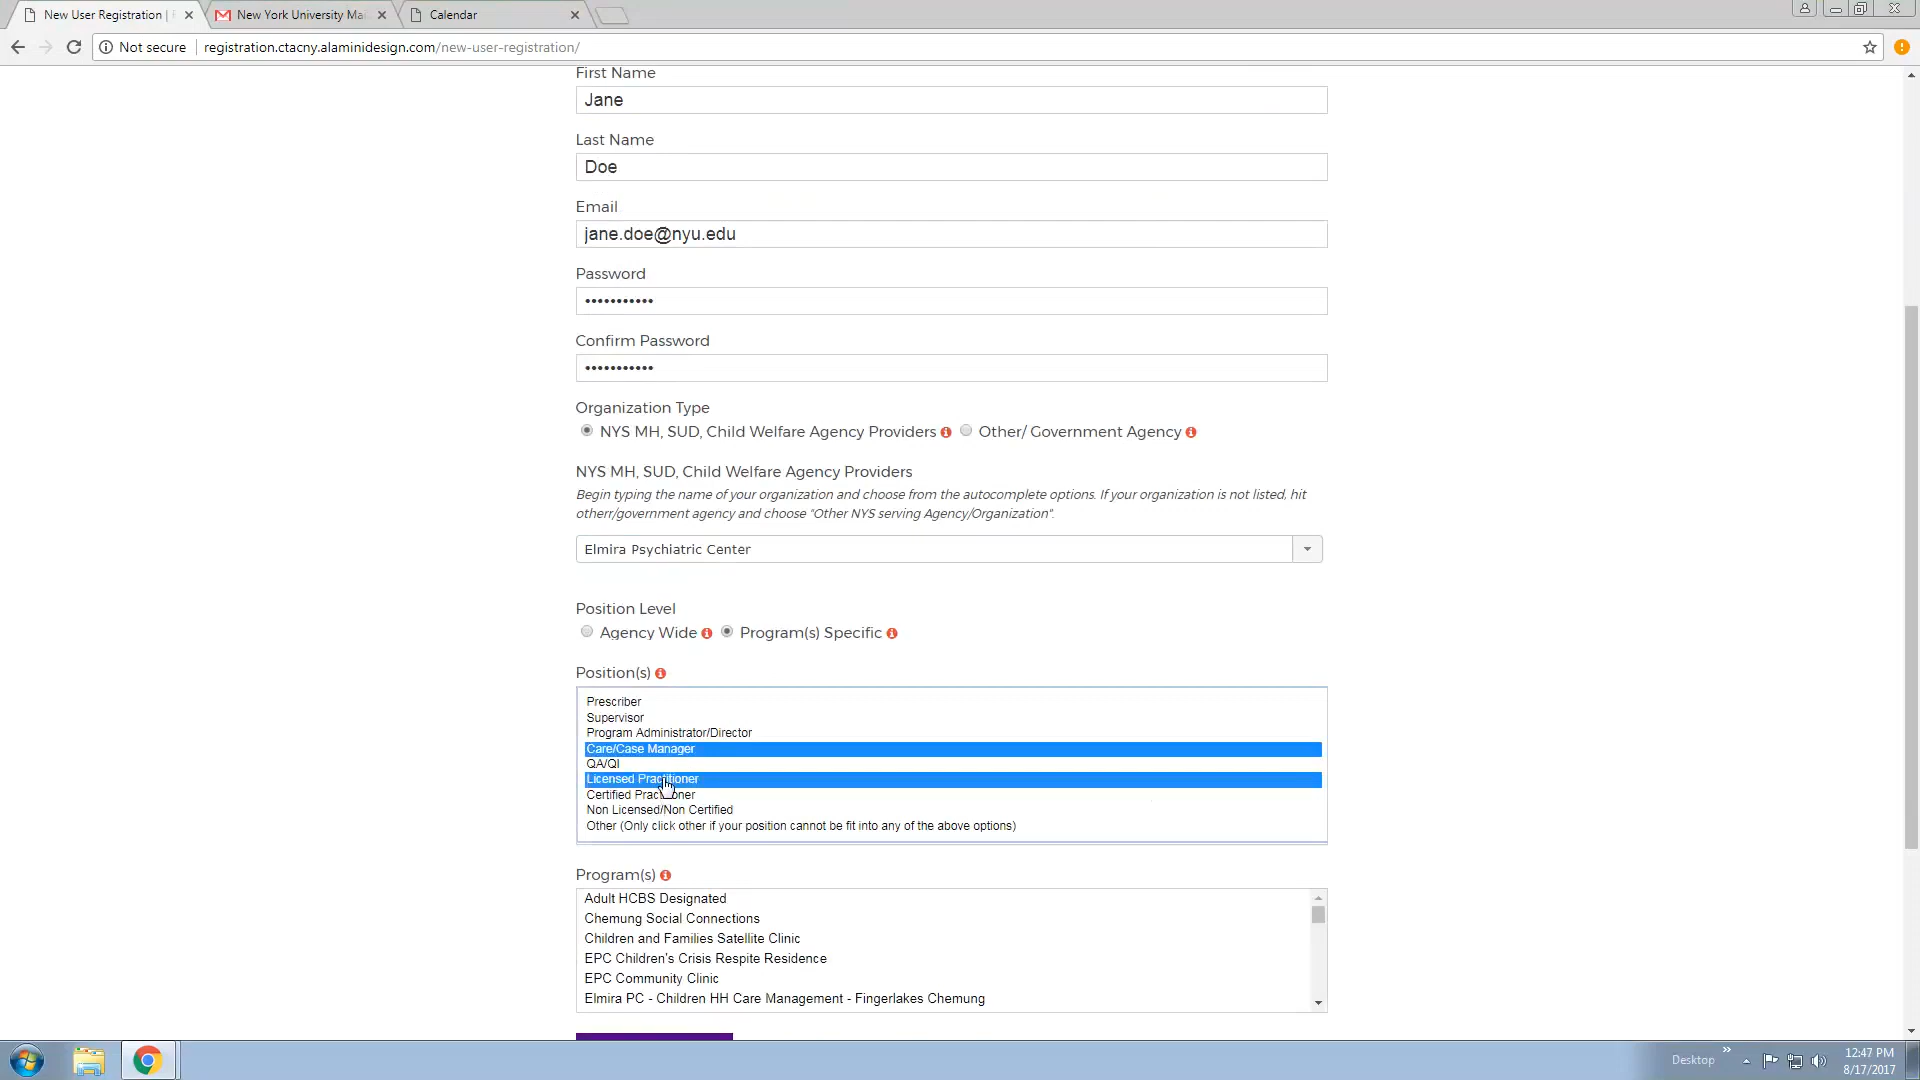 New User Registration |
New York University Ma
Calendar
Not secure
registration.ctacny.alaminidesign.com/new-user-registration/
First Name
Jane
Last Name
Doe
Email
jane.doe@nyu.edu
Password
•••••••••••
Confirm Password
•••••••••••
Organization Type
NYS MH, SUD, Child Welfare Agency Providers
Other/ Government Agency
NYS MH, SUD, Child Welfare Agency Providers
Begin typing the name of your organization and choose from the autocomplete options. If your organization is not listed, hit
otherr/government agency and choose "Other NYS serving Agency/Organization".
Elmira Psychiatric Center
Position Level
Agency Wide
Program(s) Specific
Position(s)
Prescriber
Supervisor
Program Administrator/Director
Care/Case Manager
QA/QI
Licensed Practitioner
Certified Practitioner
Non Licensed/Non Certified
Other (Only click other if your position cannot be fit into any of the above options)
Program(s)
Adult HCBS Designated
Chemung Social Connections
Children and Families Satellite Clinic
EPC Children's Crisis Respite Residence
EPC Community Clinic
Elmira PC - Children HH Care Management - Fingerlakes Chemung
Desktop
12:47 PM
8/17/2017